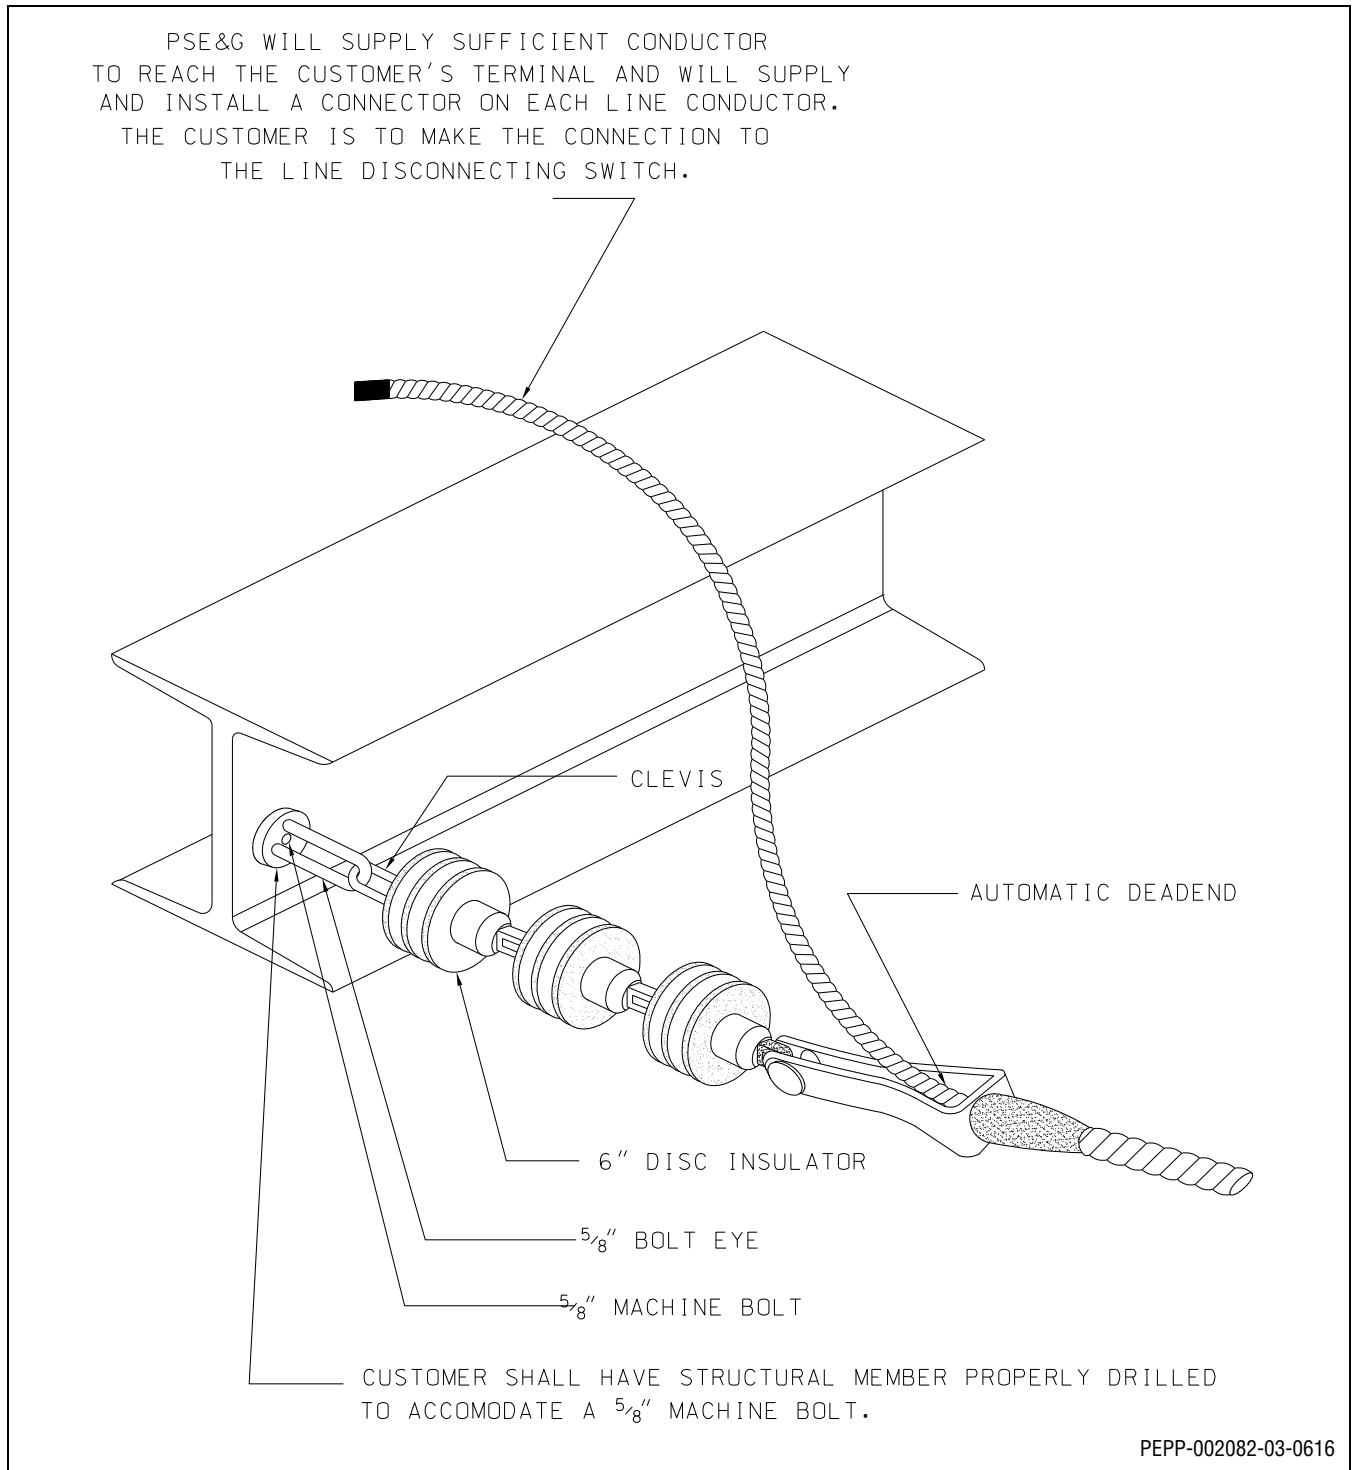 PSE&G WILL SUPPLY SUFFICIENT CONDUCTOR
TO REACH THE CUSTOMER'S TERMINAL AND WILL SUPPLY
AND INSTALL A CONNECTOR ON EACH LINE CONDUCTOR.
THE CUSTOMER IS TO MAKE THE CONNECTION TO
THE LINE DISCONNECTING SWITCH.
CLEVIS
AUTOMATIC DEADEND
6" DISC INSULATOR
5/8" BOLT EYE
5/8" MACHINE BOLT
CUSTOMER SHALL HAVE STRUCTURAL MEMBER PROPERLY DRILLED
TO ACCOMODATE A 5/8" MACHINE BOLT.
PEPP-002082-03-0616